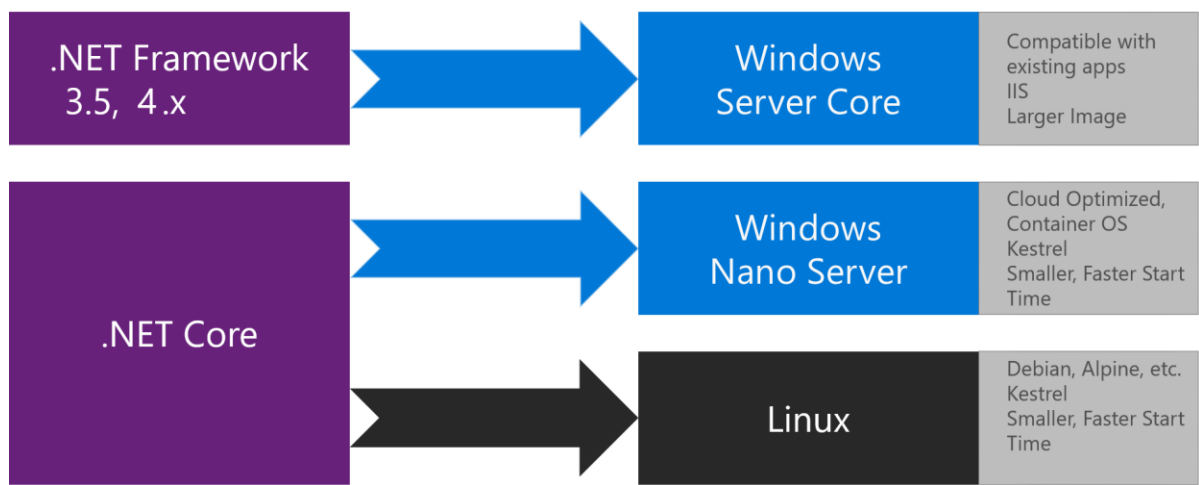 .NET Framework
3.5, 4.x
Windows
Server Core
Compatible with
existing apps
IIS
Larger Image
.NET Core
Windows
Nano Server
Cloud Optimized,
Container OS
Kestrel
Smaller, Faster Start
Time
Linux
Debian, Alpine, etc.
Kestrel
Smaller, Faster Start
Time